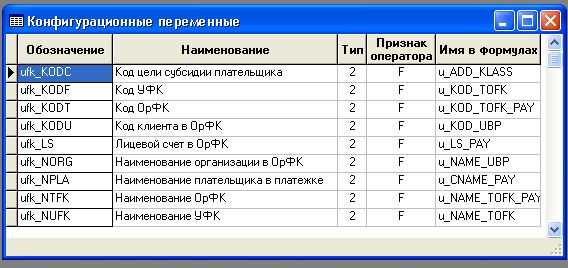 Конфигурационные переменные
Обозначение Наименование Тип Признак оператора Имя в формулах
ufk_KODC Код цели субсидии плательщика 2 F u_ADD_KLASS
ufk_KODF Код УФК 2 F u_KOD_TOFK
ufk_KODT Код ОрФК 2 F u_KOD_TOFK_PAY
ufk_KODU Код клиента в ОрФК 2 F u_KOD_UBP
ufk_LS Лицевой счет в ОрФК 2 F u_LS_PAY
ufk_NORG Наименование организации в ОрФК 2 F u_NAME_UBP
ufk_NPLA Наименование плательщика в платежке 2 F u_CNAME_PAY
ufk_NTFK Наименование ОрФК 2 F u_NAME_TOFK_PAY
ufk_NUFK Наименование УФК 2 F u_NAME_TOFK